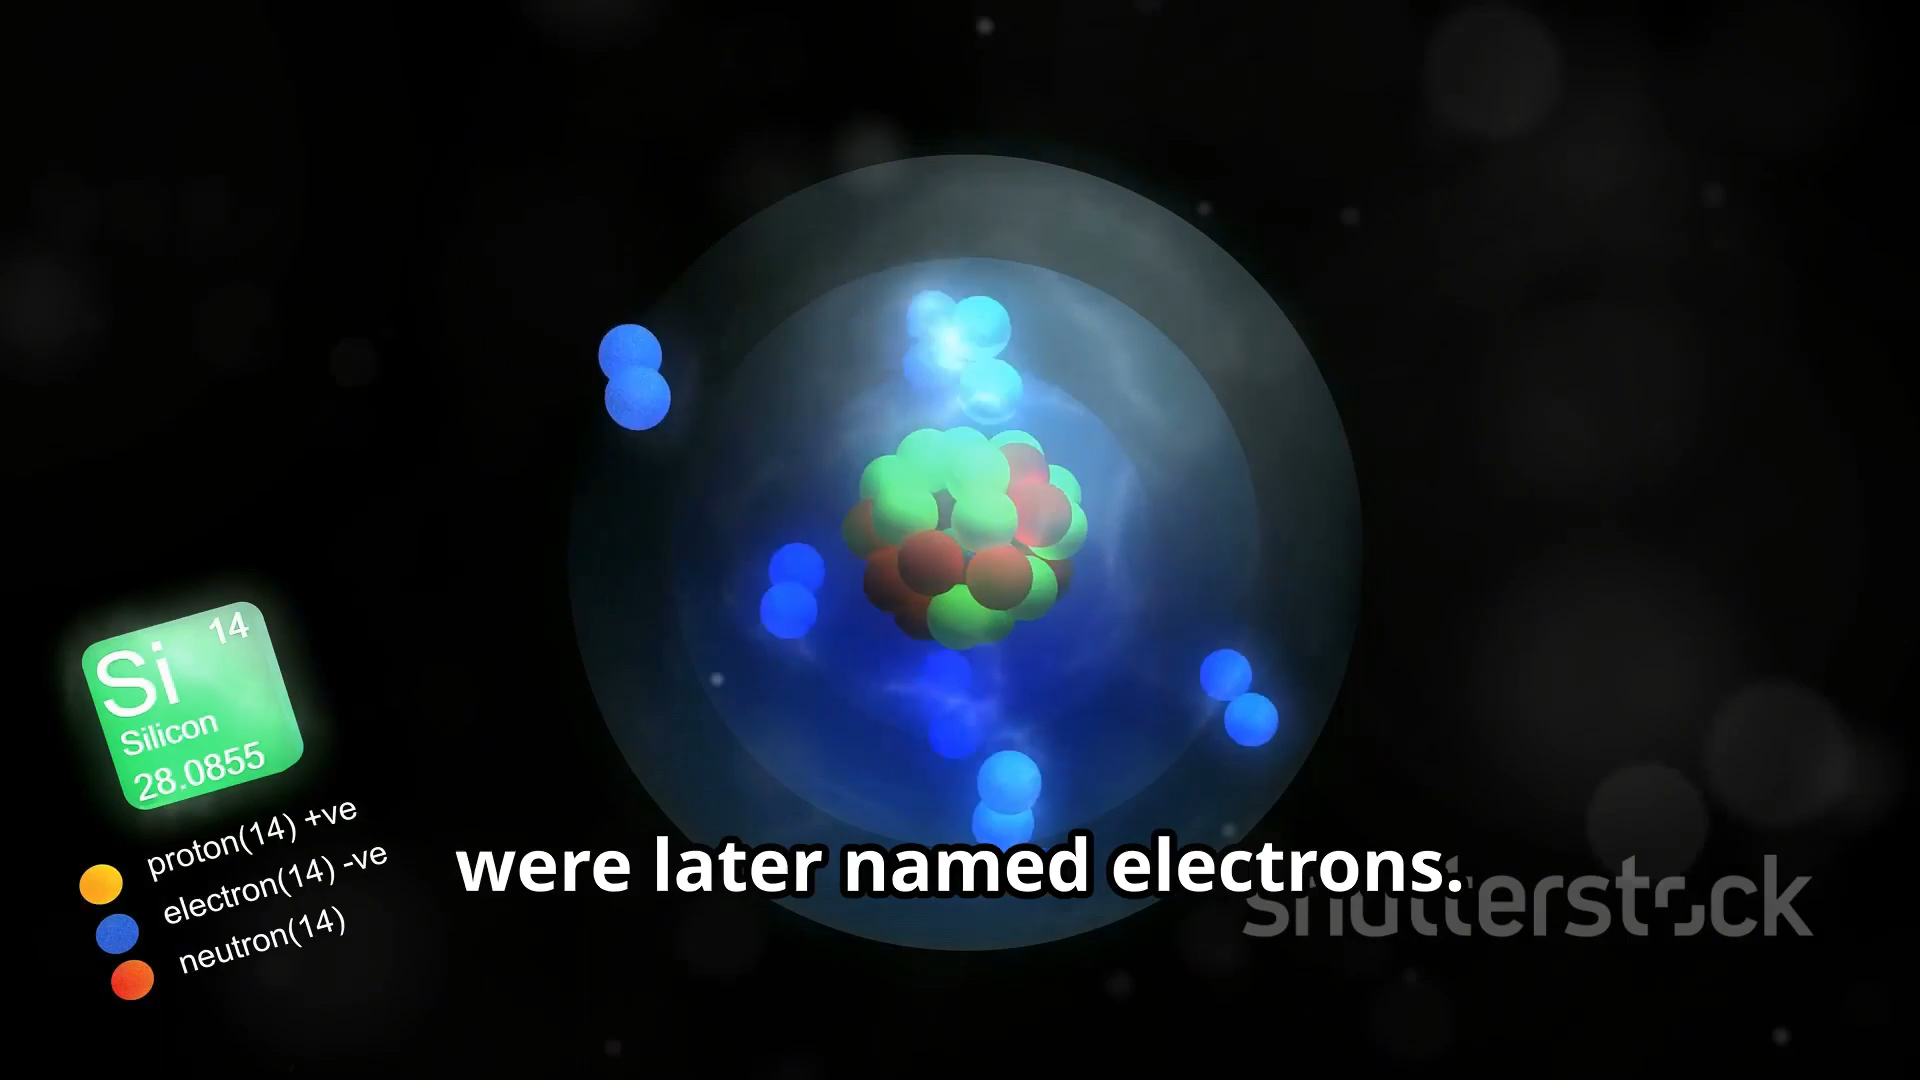 Si 14
Silicon
28.0855
proton(14) +ve
electron(14) -ve
neutron(14)
were later named electrons.
shutterstock